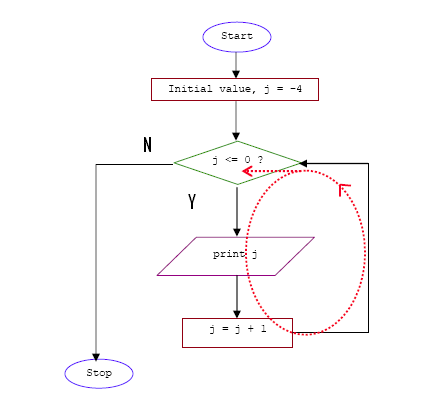 Start
Initial value, j = -4
j <= 0 ?
N
Y
print j
j = j + 1
Stop